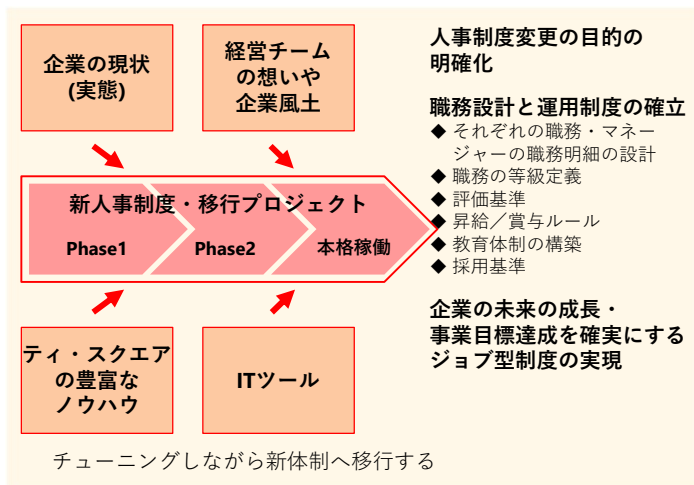 企業の現状
(実態)
経営チーム
の想いや
企業風土
新人事制度・移行プロジェクト
Phase1
Phase2
本格稼働
ティ・スクエア
の豊富な
ノウハウ
ITツール
チューニングしながら新体制へ移行する
人事制度変更の目的の
明確化
職務設計と運用制度の確立
◆ それぞれの職務・マネー
ジャーの職務明細の設計
◆ 職務の等級定義
◆ 評価基準
◆ 昇給／賞与ルール
◆ 教育体制の構築
◆ 採用基準
企業の未来の成長・
事業目標達成を確実にする
ジョブ型制度の実現